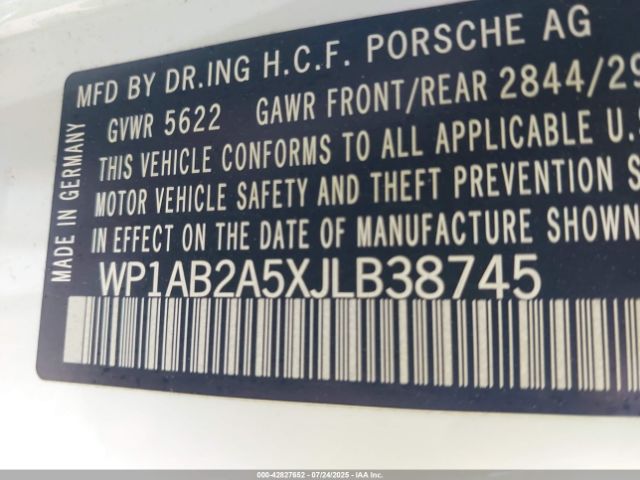 MFD BY DR.ING H.C.F. PORSCHE AG
GVWR 5622 GAWR FRONT/REAR 2844/29
THIS VEHICLE CONFORMS TO ALL APPLICABLE U.S
MOTOR VEHICLE SAFETY AND THEFT PREVENTION S
IN EFFECT ON THE DATE OF MANUFACTURE SHOWN
WP1AB2A5XJLB38745
MADE IN GERMANY
000-42827652 - 07/24/2025 - IAAI.COM